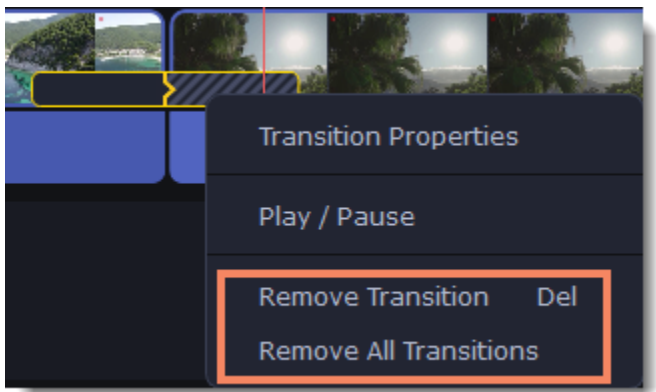 Transition Properties
Play / Pause
Remove Transition Del
Remove All Transitions